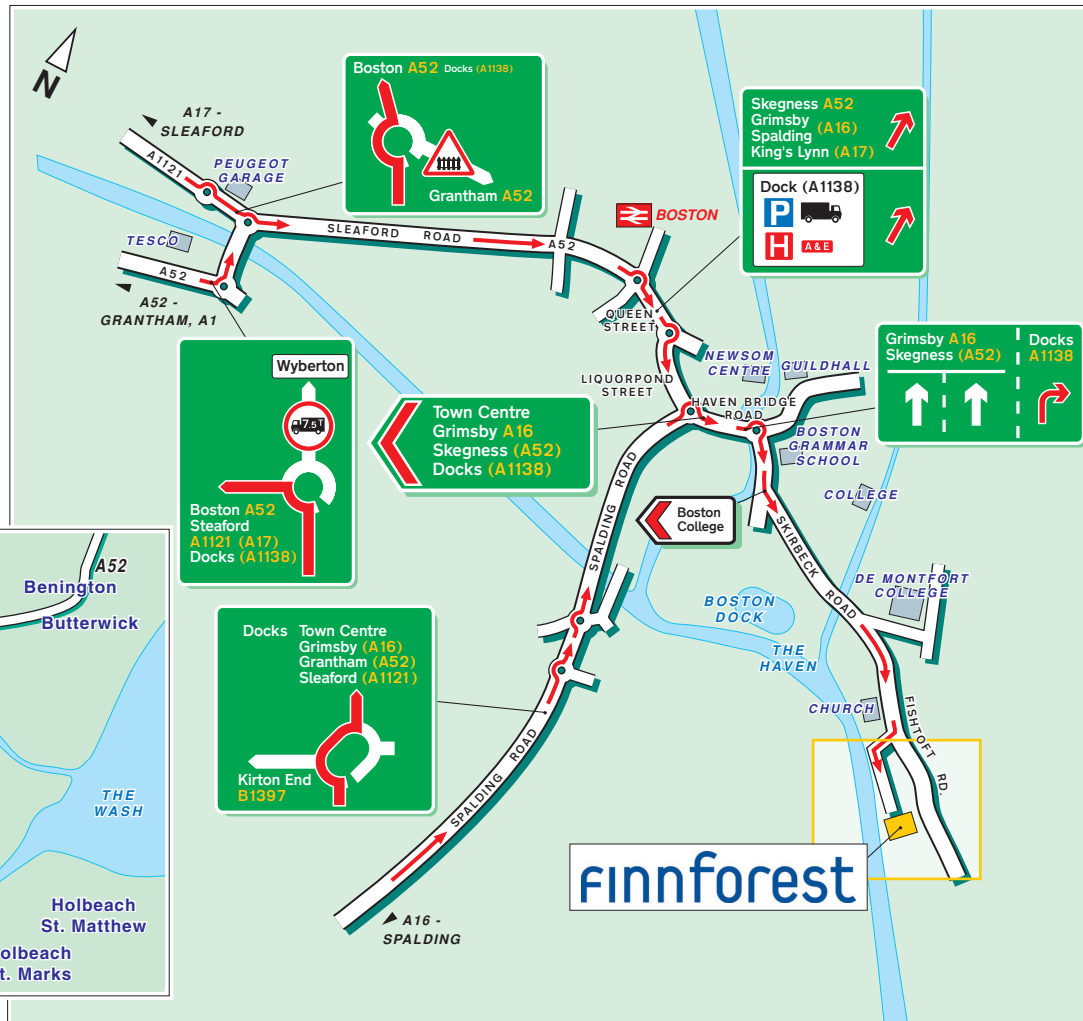 N
A17 -
SLEAFORD
A1121
PEUGEOT
GARAGE
Boston A52 Docks (A1138)
Grantham A52
TESCO
A52
A52 -
GRANTHAM, A1
SLEAFORD ROAD
A52
BOSTON
QUEEN
STREET
Skegness A52
Grimsby
Spalding (A16)
King's Lynn (A17)
Dock (A1138)
P
H
A & E
Wyberton
7.5T
Boston A52
Sleaford
A1121 (A17)
Docks (A1138)
LIQUORPOND
STREET
NEWSOM
CENTRE
GUILDHALL
HAVEN BRIDGE
ROAD
Grimsby A16
Skegness (A52)
Docks
A1138
Town Centre
Grimsby A16
Skegness (A52)
Docks (A1138)
BOSTON
GRAMMAR
SCHOOL
COLLEGE
Boston
College
SPALDING ROAD
SKIRBECK ROAD
DE MONTFORT
COLLEGE
BOSTON
DOCK
THE
HAVEN
CHURCH
FISHTOFT RD.
Docks
Town Centre
Grimsby (A16)
Grantham (A52)
Sleaford (A1121)
Kirton End
B1397
SPALDING ROAD
A16 -
SPALDING
Finnforest
A52
Benington
Butterwick
THE
WASH
Holbeach
St. Matthew
olbeach
t. Marks